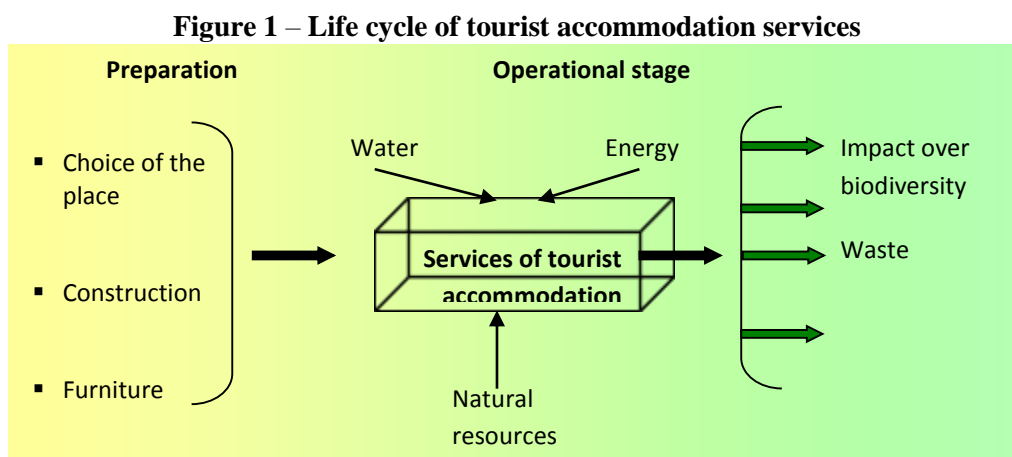 Figure 1 – Life cycle of tourist accommodation services
Preparation
Operational stage
▪ Choice of the
place
▪ Construction
▪ Furniture
Water
Energy
Services of tourist
accommodation
Natural
resources
Impact over
biodiversity
Waste